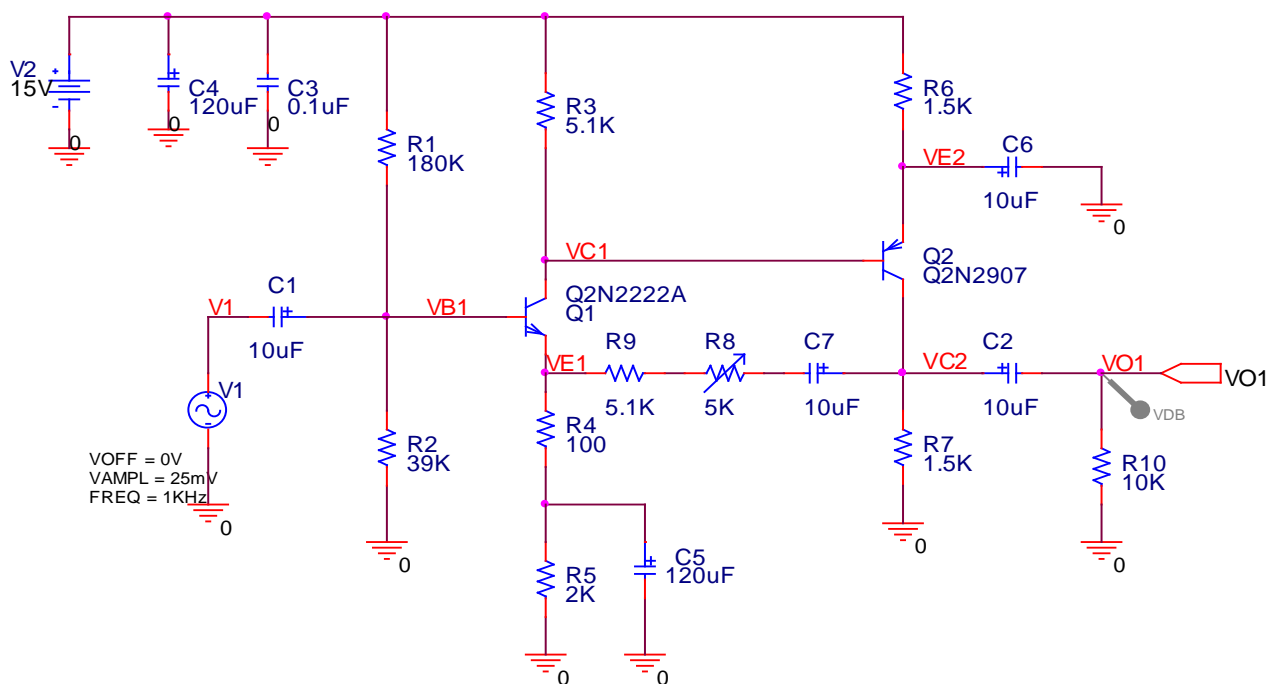 V2
15V
0
C4
120uF
0
C3
0.1uF
0
R1
180K
R3
5.1K
R6
1.5K
VE2
C6
10uF
0
VC1
Q2
Q2N2907
V1
C1
10uF
VB1
Q2N2222A
Q1
VE1
R9
5.1K
R8
5K
C7
10uF
VC2
C2
10uF
VO1
VO1
VDB
V1
VOFF = 0V
VAMPL = 25mV
FREQ = 1KHz
0
R2
39K
0
R4
100
R5
2K
0
C5
120uF
0
R7
1.5K
0
R10
10K
0